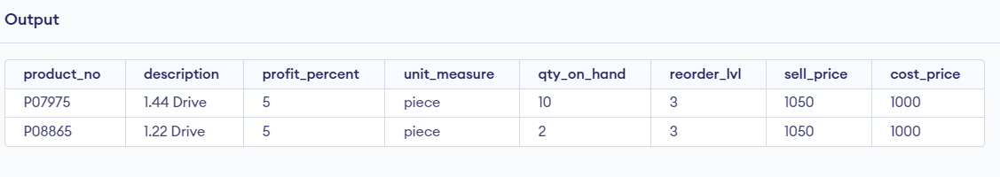 Output
product_no description profit_percent unit_measure qty_on_hand reorder_lvl sell_price cost_price
P07975 1.44 Drive 5 piece 10 3 1050 1000
P08865 1.22 Drive 5 piece 2 3 1050 1000